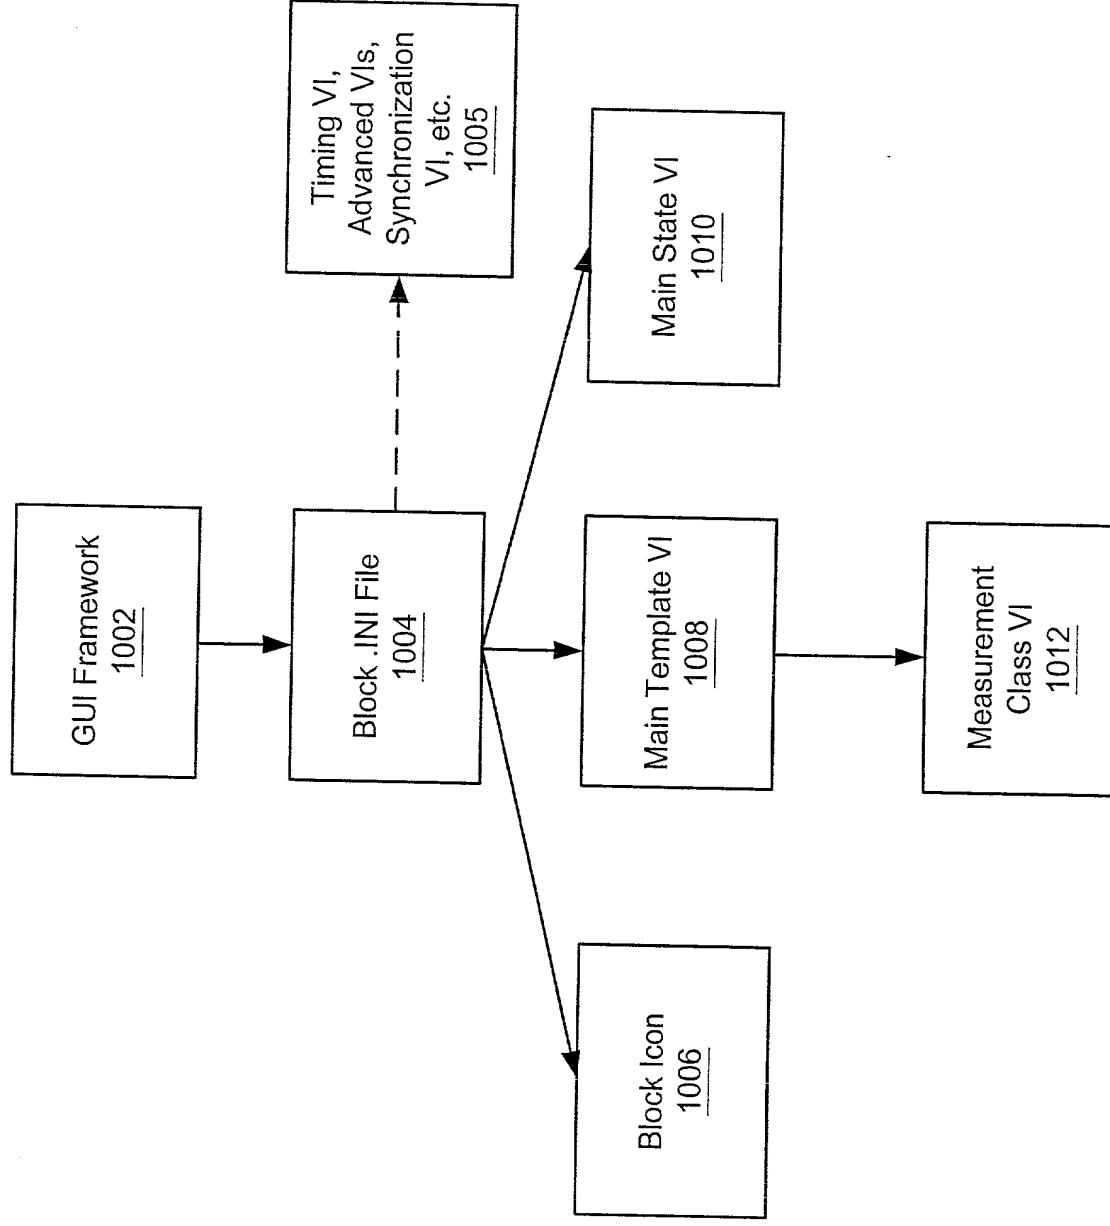 GUI Framework
1002
Block .INI File
1004
Timing VI,
Advanced VIs,
Synchronization
VI, etc.
1005
Block Icon
1006
Main Template VI
1008
Main State VI
1010
Measurement
Class VI
1012